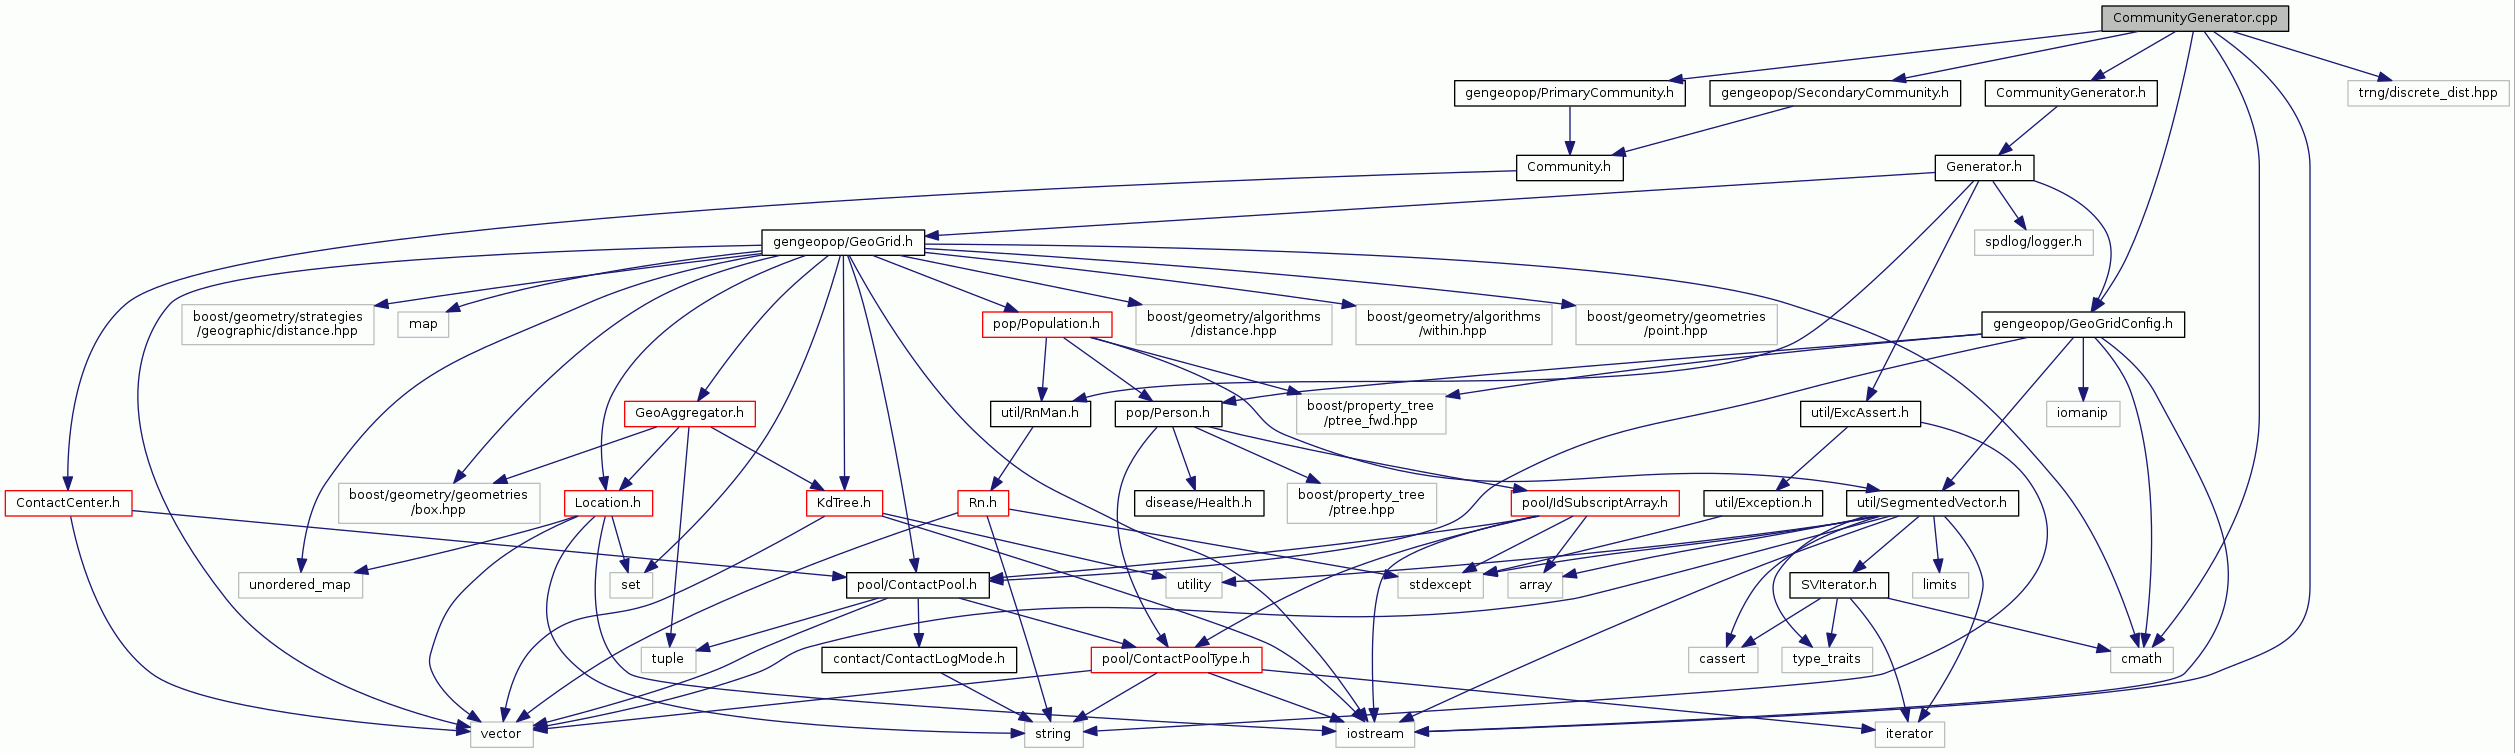 CommunityGenerator.cpp
gengeopop/PrimaryCommunity.h
gengeopop/SecondaryCommunity.h
CommunityGenerator.h
trng/discrete_dist.hpp
Community.h
Generator.h
gengeopop/GeoGrid.h
spdlog/logger.h
boost/geometry/strategies
/geographic/distance.hpp
map
pop/Population.h
boost/geometry/algorithms
/distance.hpp
boost/geometry/algorithms
/within.hpp
boost/geometry/geometries
/point.hpp
gengeopop/GeoGridConfig.h
GeoAggregator.h
util/RnMan.h
pop/Person.h
boost/property_tree
/ptree_fwd.hpp
util/ExcAssert.h
iomanip
ContactCenter.h
boost/geometry/geometries
/box.hpp
Location.h
KdTree.h
Rn.h
disease/Health.h
boost/property_tree
/ptree.hpp
pool/IdSubscriptArray.h
util/Exception.h
util/SegmentedVector.h
unordered_map
set
pool/ContactPool.h
utility
stdexcept
array
SVIterator.h
limits
tuple
contact/ContactLogMode.h
pool/ContactPoolType.h
cassert
type_traits
cmath
vector
string
iostream
iterator